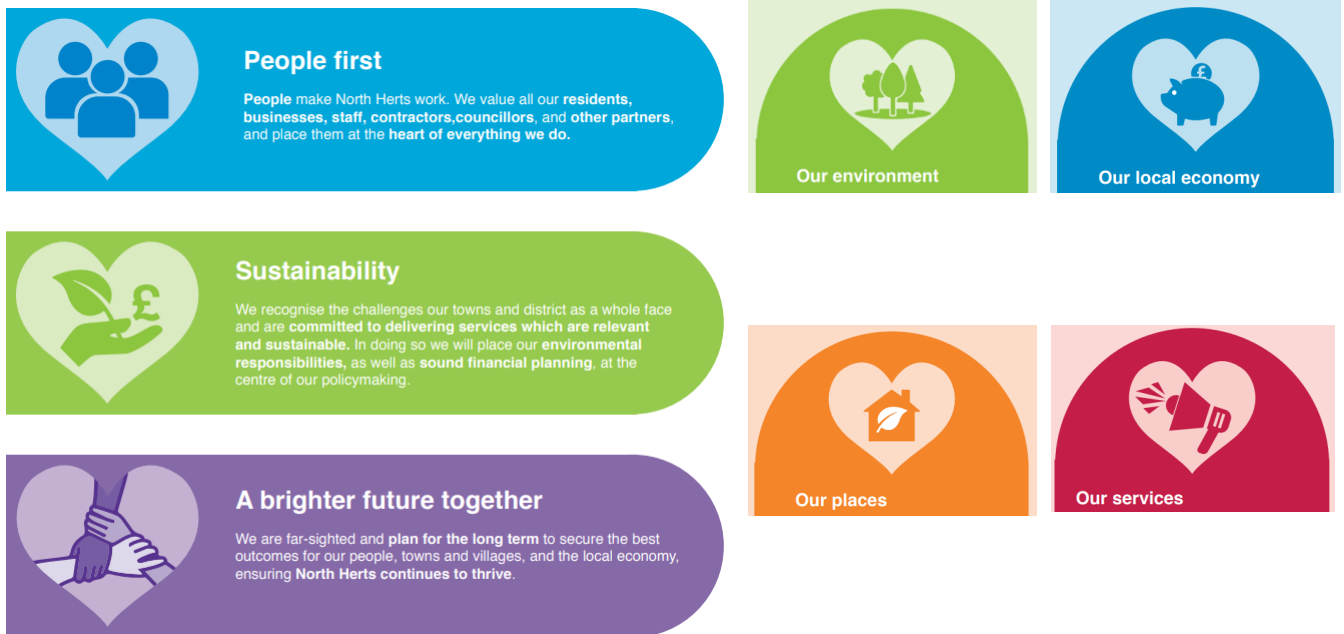 People first
People make North Herts work. We value all our residents,
businesses, staff, contractors,councillors, and other partners,
and place them at the heart of everything we do.
Sustainability
We recognise the challenges our towns and district as a whole face
and are committed to delivering services which are relevant
and sustainable. In doing so we will place our environmental
responsibilities, as well as sound financial planning, at the
centre of our policymaking.
£
A brighter future together
We are far-sighted and plan for the long term to secure the best
outcomes for our people, towns and villages, and the local economy,
ensuring North Herts continues to thrive.
Our environment
£
Our local economy
Our places
Our services